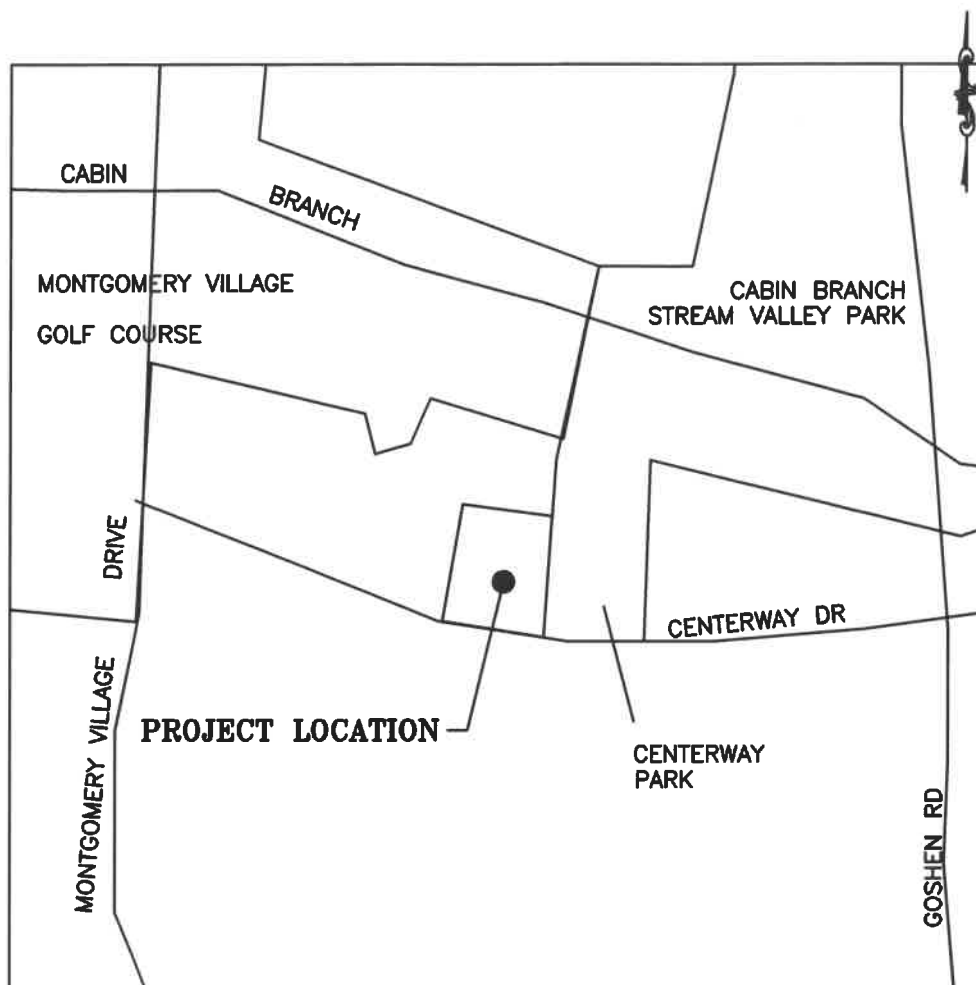 CABIN
BRANCH
MONTGOMERY VILLAGE
GOLF COURSE
CABIN BRANCH
STREAM VALLEY PARK
DRIVE
MONTGOMERY VILLAGE
CENTERWAY DR
PROJECT LOCATION
CENTERWAY
PARK
GOSHEN RD